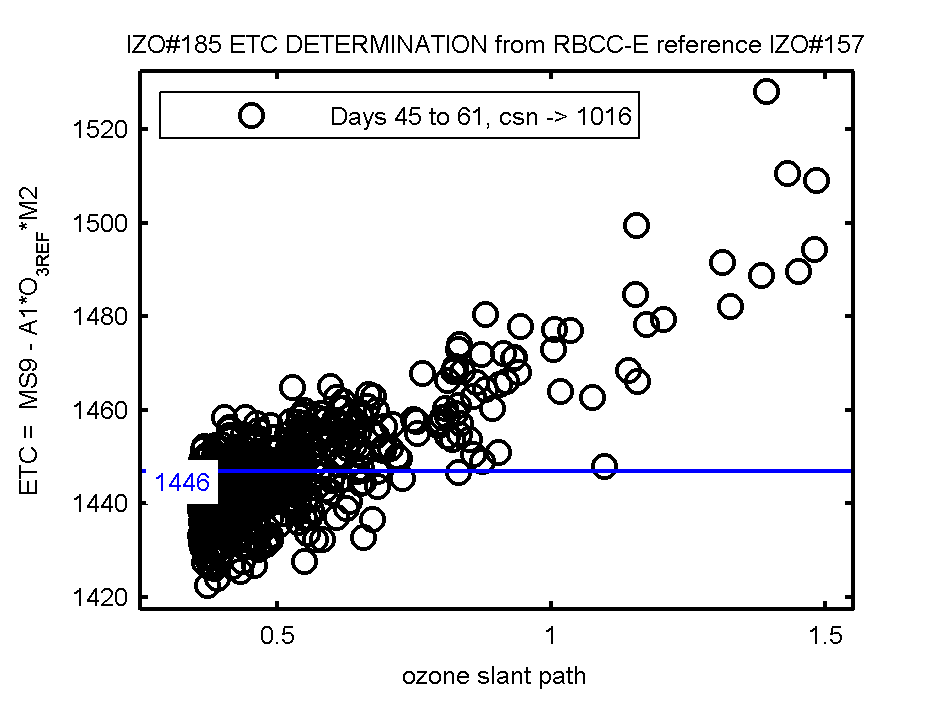 IZO#185 ETC DETERMINATION from RBCC-E reference IZO#157
Days 45 to 61, csn -> 1016
ETC = MS9 - A1*O3REF*M2
1520
1500
1480
1460
1440
1420
1446
0.5 1 1.5
ozone slant path